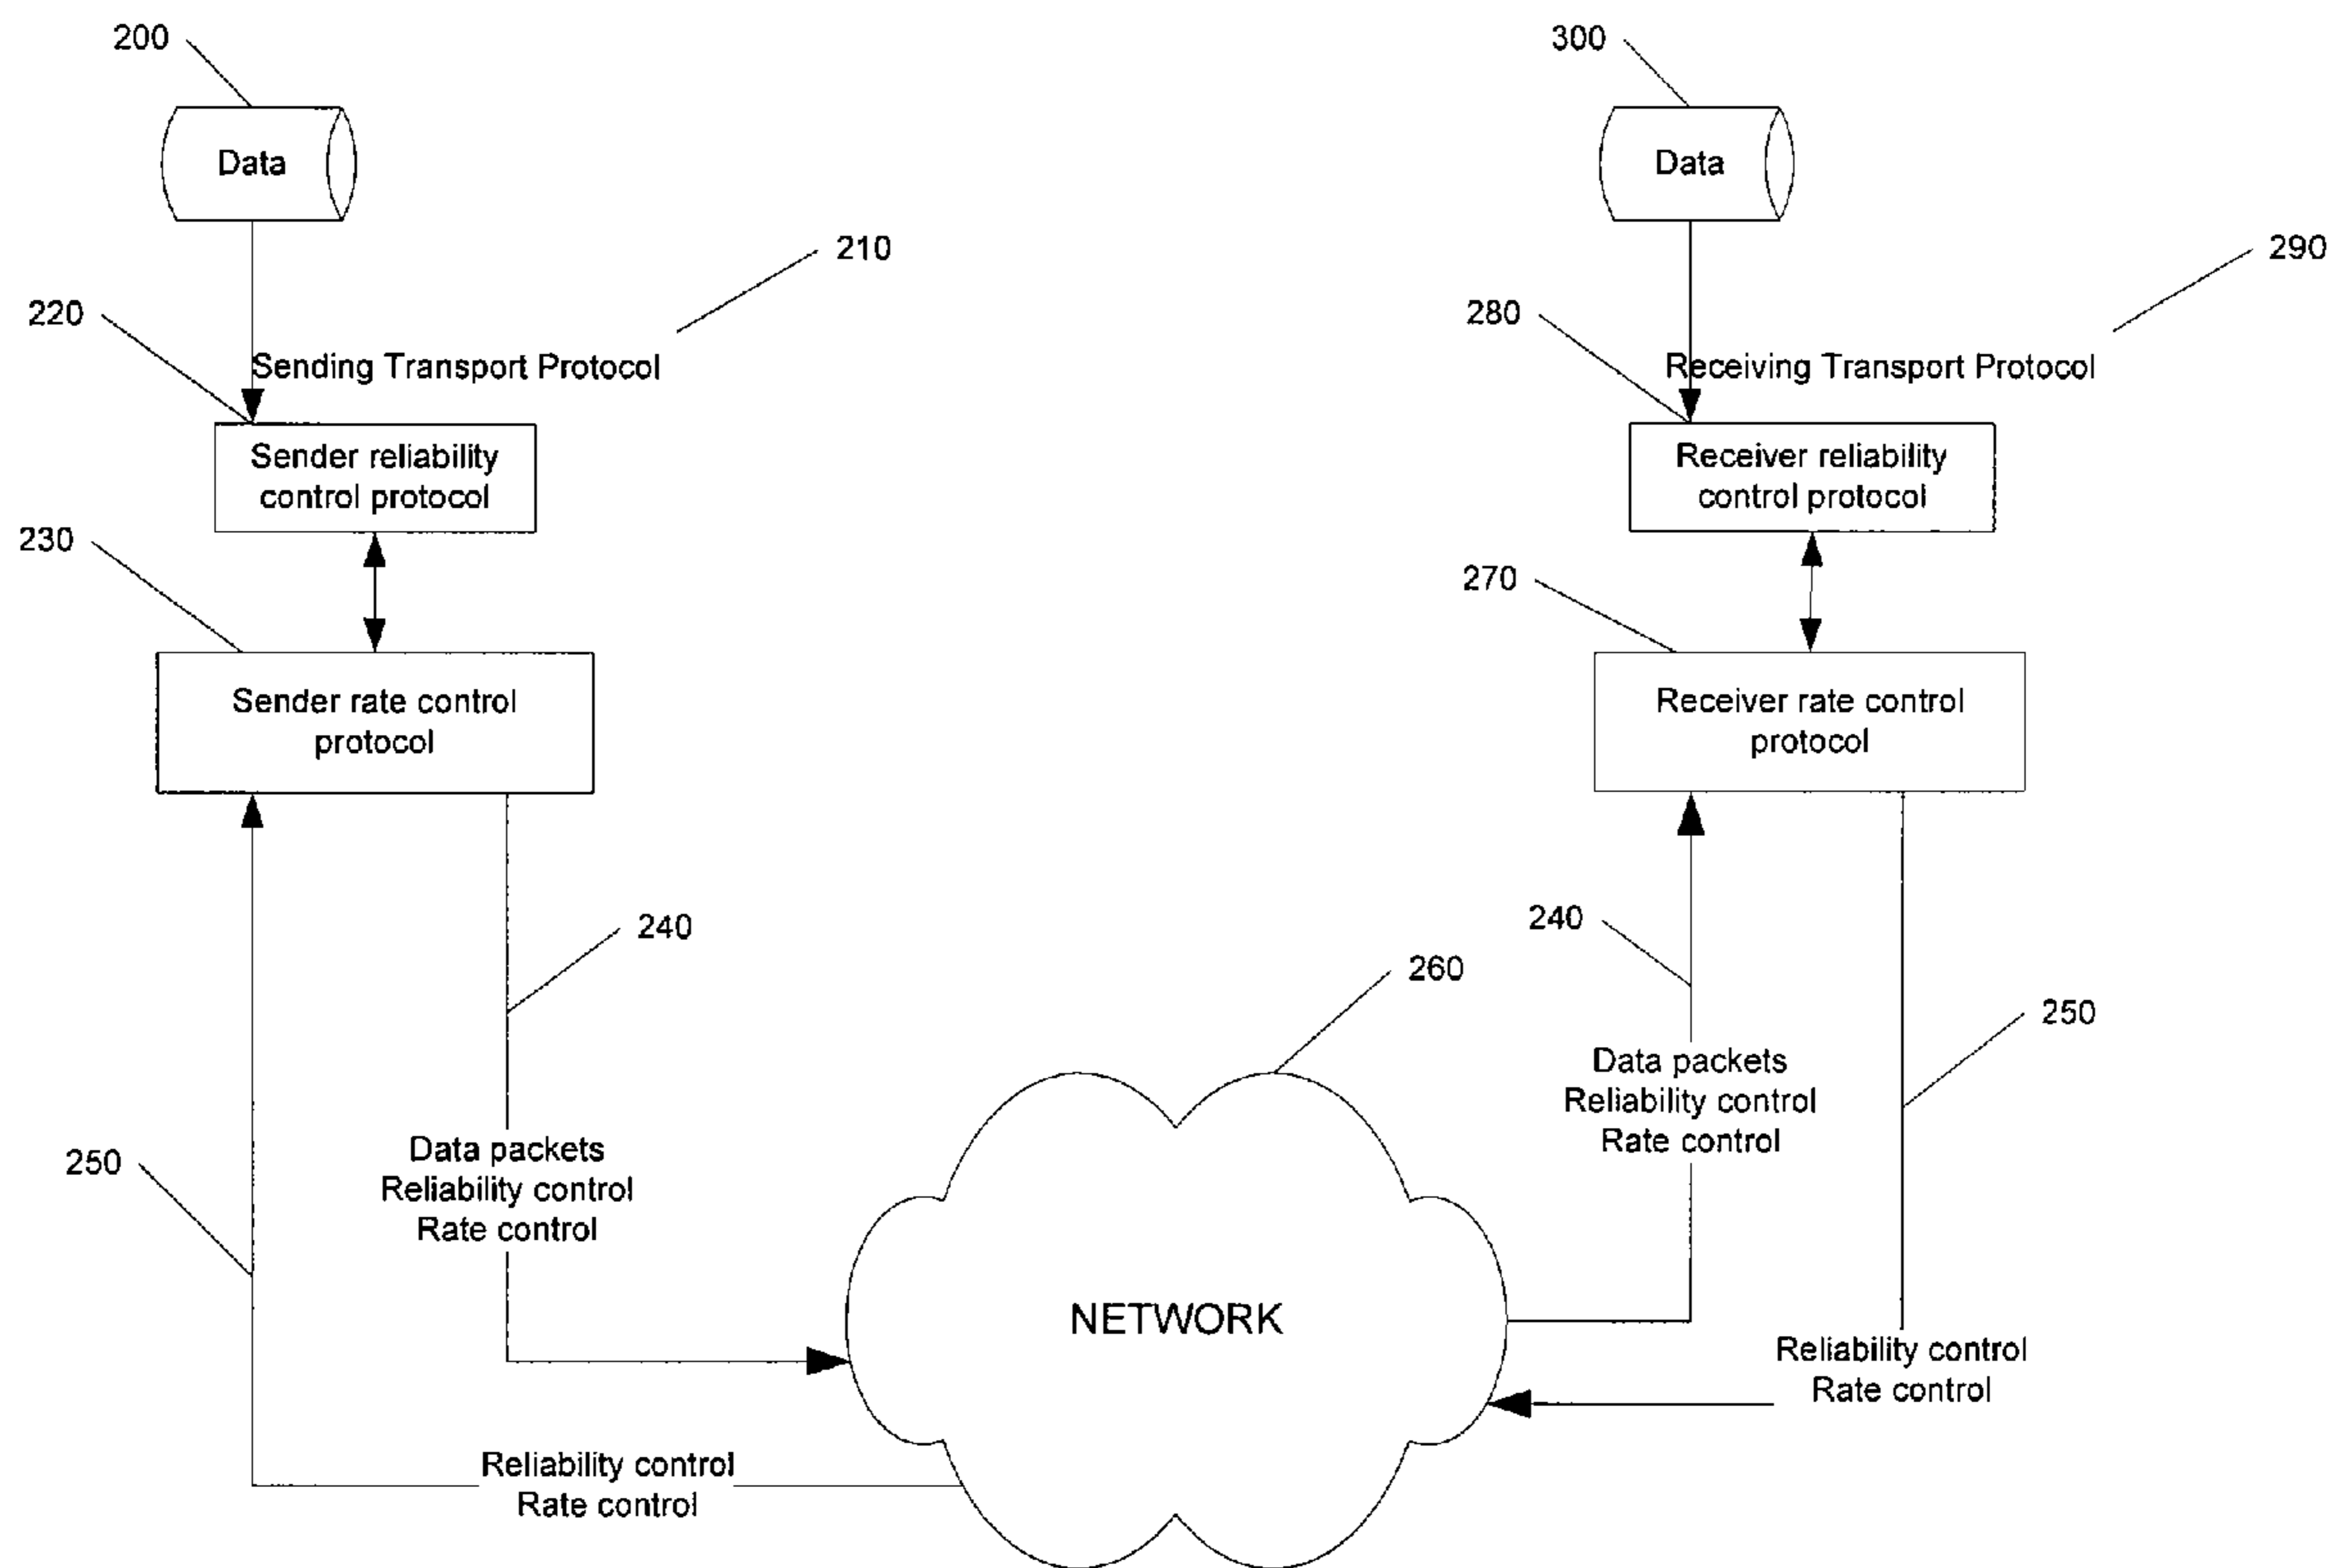 200
300
Data
Data
210
290
220
280
Sending Transport Protocol
Receiving Transport Protocol
Sender reliability
control protocol
Receiver reliability
control protocol
230
270
Sender rate control
protocol
Receiver rate control
protocol
240
240
260
250
Data packets
Reliability control
Rate control
250
Data packets
Reliability control
Rate control
NETWORK
Reliability control
Rate control
Reliability control
Rate control